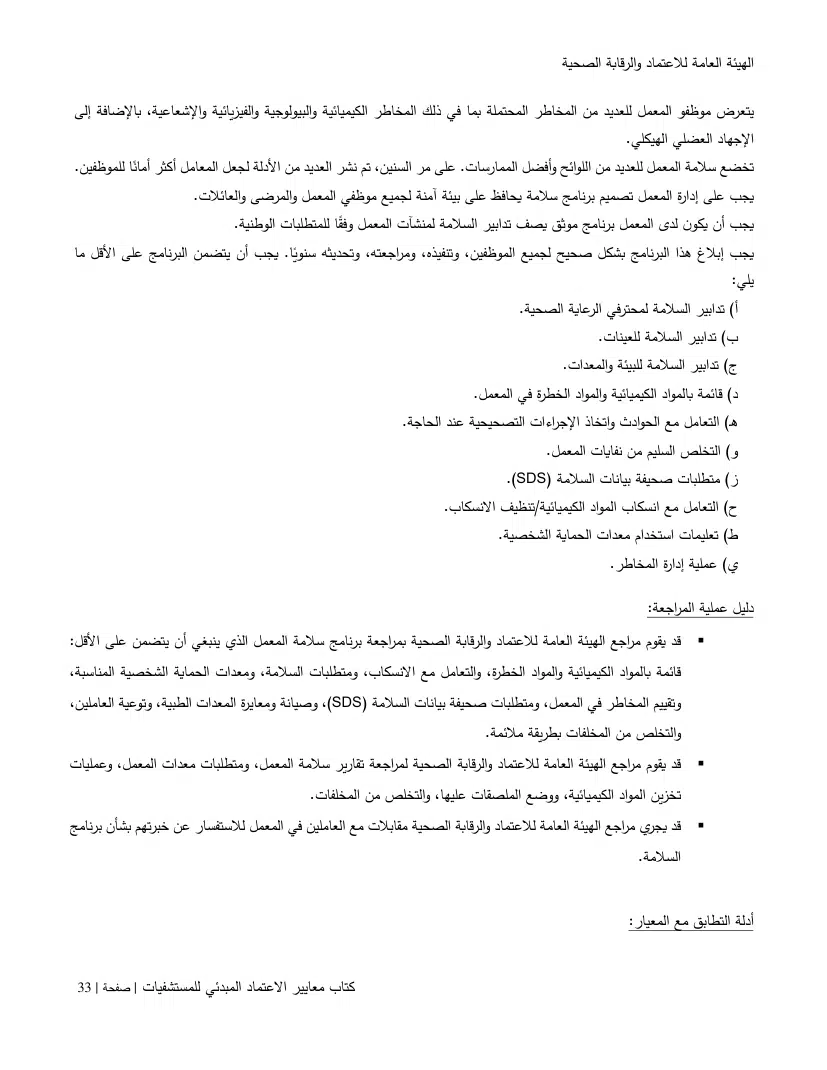 الهيئة العامة للاعتماد والرقابة الصحية
يتعرض موظفو المعمل للعديد من المخاطر المحتملة بما في ذلك المخاطر الكيميائية والبيولوجية والفيزيائية والإشعاعية، بالإضافة إلى
الإجهاد العضلي الهيكلي.
تخضع سلامة المعمل للعديد من اللوائح وأفضل الممارسات. على مر السنين، تم نشر العديد من الأدلة لجعل المعامل أكثر أمانًا للموظفين.
يجب على إدارة المعمل تصميم برنامج سلامة يحافظ على بيئة آمنة لجميع موظفي المعمل والمرضى والعائلات.
يجب أن يكون لدى المعمل برنامج موثق يصف تدابير السلامة لمنشآت المعمل وفقًا للمتطلبات الوطنية.
يجب إبلاغ هذا البرنامج بشكل صحيح لجميع الموظفين، وتنفيذه، ومراجعته، وتحديثه سنويًا. يجب أن يتضمن البرنامج على الأقل ما
يلي:
أ) تدابير السلامة لمحترفي الرعاية الصحية.
ب) تدابير السلامة للعينات.
ج) تدابير السلامة للبيئة والمعدات.
د) قائمة بالمواد الكيميائية والمواد الخطرة في المعمل.
ه) التعامل مع الحوادث واتخاذ الإجراءات التصحيحية عند الحاجة.
و) التخلص السليم من نفايات المعمل.
ز) متطلبات صحيفة بيانات السلامة (SDS).
ح) التعامل مع انسكاب المواد الكيميائية/تنظيف الانسكاب.
ط) تعليمات استخدام معدات الحماية الشخصية.
ي) عملية إدارة المخاطر.
دليل عملية المراجعة:
▪ قد يقوم مراجع الهيئة العامة للاعتماد والرقابة الصحية بمراجعة برنامج سلامة المعمل الذي ينبغي أن يتضمن على الأقل:
قائمة بالمواد الكيميائية والمواد الخطرة، والتعامل مع الانسكاب، ومتطلبات السلامة، ومعدات الحماية الشخصية المناسبة،
وتقييم المخاطر في المعمل، ومتطلبات صحيفة بيانات السلامة (SDS)، وصيانة ومعايرة المعدات الطبية، وتوعية العاملين،
والتخلص من المخلفات بطريقة ملائمة.
▪ قد يقوم مراجع الهيئة العامة للاعتماد والرقابة الصحية لمراجعة تقارير سلامة المعمل، ومتطلبات معدات المعمل، وعمليات
تخزين المواد الكيميائية، ووضع الملصقات عليها، والتخلص من المخلفات.
▪ قد يجري مراجع الهيئة العامة للاعتماد والرقابة الصحية مقابلات مع العاملين في المعمل للاستفسار عن خبرتهم بشأن برنامج
السلامة.
أدلة التطابق مع المعيار:
كتاب معايير الاعتماد المبدئي للمستشفيات | صفحة | 33